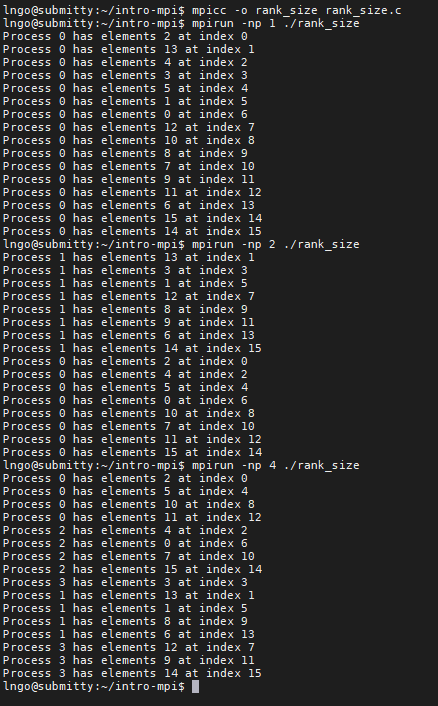 lngo@submitty:~/intro-mpi$ mpicc -o rank_size rank_size.c
lngo@submitty:~/intro-mpi$ mpirun -np 1 ./rank_size
Process 0 has elements 2 at index 0
Process 0 has elements 13 at index 1
Process 0 has elements 4 at index 2
Process 0 has elements 3 at index 3
Process 0 has elements 5 at index 4
Process 0 has elements 1 at index 5
Process 0 has elements 0 at index 6
Process 0 has elements 12 at index 7
Process 0 has elements 10 at index 8
Process 0 has elements 8 at index 9
Process 0 has elements 7 at index 10
Process 0 has elements 9 at index 11
Process 0 has elements 11 at index 12
Process 0 has elements 6 at index 13
Process 0 has elements 15 at index 14
Process 0 has elements 14 at index 15
lngo@submitty:~/intro-mpi$ mpirun -np 2 ./rank_size
Process 1 has elements 13 at index 1
Process 1 has elements 3 at index 3
Process 1 has elements 1 at index 5
Process 1 has elements 12 at index 7
Process 1 has elements 8 at index 9
Process 1 has elements 9 at index 11
Process 1 has elements 6 at index 13
Process 1 has elements 14 at index 15
Process 0 has elements 2 at index 0
Process 0 has elements 4 at index 2
Process 0 has elements 5 at index 4
Process 0 has elements 0 at index 6
Process 0 has elements 10 at index 8
Process 0 has elements 7 at index 10
Process 0 has elements 11 at index 12
Process 0 has elements 15 at index 14
lngo@submitty:~/intro-mpi$ mpirun -np 4 ./rank_size
Process 0 has elements 2 at index 0
Process 0 has elements 5 at index 4
Process 0 has elements 10 at index 8
Process 0 has elements 11 at index 12
Process 2 has elements 4 at index 2
Process 2 has elements 0 at index 6
Process 2 has elements 7 at index 10
Process 2 has elements 15 at index 14
Process 3 has elements 3 at index 3
Process 1 has elements 13 at index 1
Process 1 has elements 1 at index 5
Process 1 has elements 8 at index 9
Process 1 has elements 6 at index 13
Process 3 has elements 12 at index 7
Process 3 has elements 9 at index 11
Process 3 has elements 14 at index 15
lngo@submitty:~/intro-mpi$